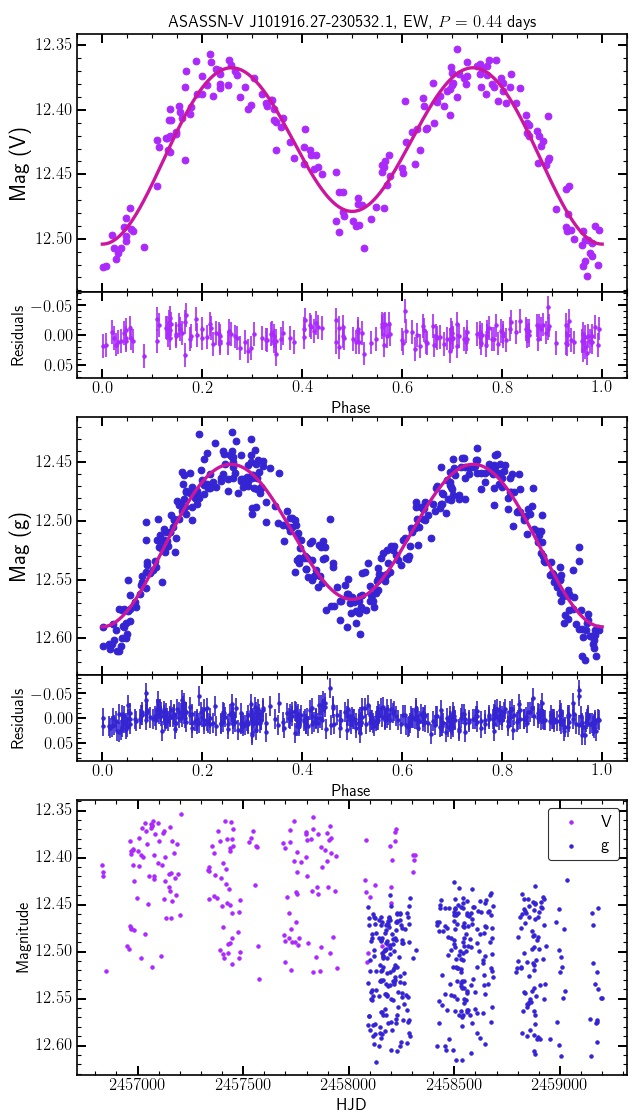 ASASSN-V J101916.27-230532.1, EW, P = 0.44 days
12.35
12.40
12.45
12.50
Mag (V)
−0.05
0.00
0.05
Residuals
0.0 0.2 0.4 0.6 0.8 1.0
Phase
12.45
12.50
12.55
12.60
Mag (g)
−0.05
0.00
0.05
Residuals
0.0 0.2 0.4 0.6 0.8 1.0
Phase
12.35
12.40
12.45
12.50
12.55
12.60
Magnitude
V
g
2457000 2457500 2458000 2458500 2459000
HJD